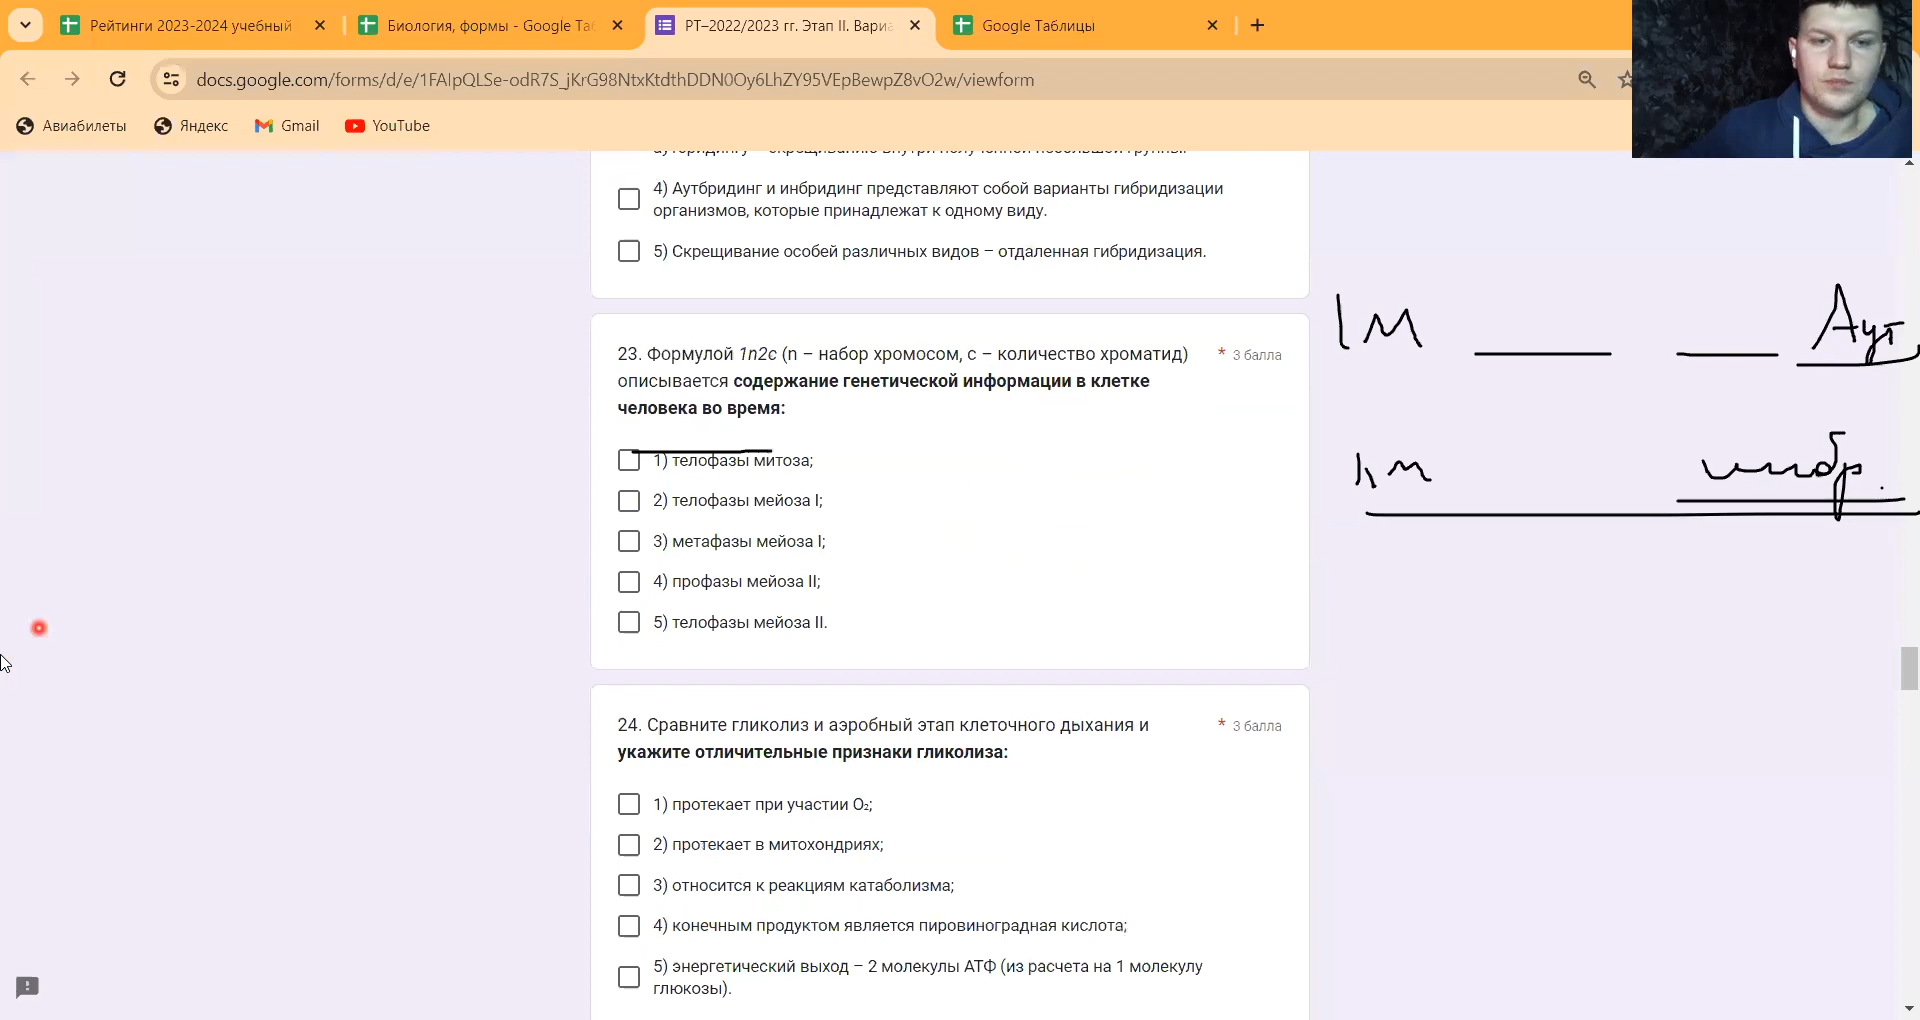 Рейтинги 2023-2024 учебный
Биология, формы - Google Таб
РТ–2022/2023 гг. Этап II. Вариа
Google Таблицы
docs.google.com/forms/d/e/1FAIpQLSe-odR7S_jKrG98NtxKtdthDDN0Oy6LhZY95VEpBewpZ8vO2w/viewform
Авиабилеты
Яндекс
Gmail
YouTube
4) Аутбридинг и инбридинг представляют собой варианты гибридизации
организмов, которые принадлежат к одному виду.
5) Скрещивание особей различных видов – отдаленная гибридизация.
23. Формулой 1n2c (n – набор хромосом, с – количество хроматид)
описывается содержание генетической информации в клетке
человека во время:
* 3 балла
1) телофазы митоза;
2) телофазы мейоза I;
3) метафазы мейоза I;
4) профазы мейоза II;
5) телофазы мейоза II.
24. Сравните гликолиз и аэробный этап клеточного дыхания и
укажите отличительные признаки гликолиза:
* 3 балла
1) протекает при участии О₂;
2) протекает в митохондриях;
3) относится к реакциям катаболизма;
4) конечным продуктом является пировиноградная кислота;
5) энергетический выход – 2 молекулы АТФ (из расчета на 1 молекулу
глюкозы).
Аут